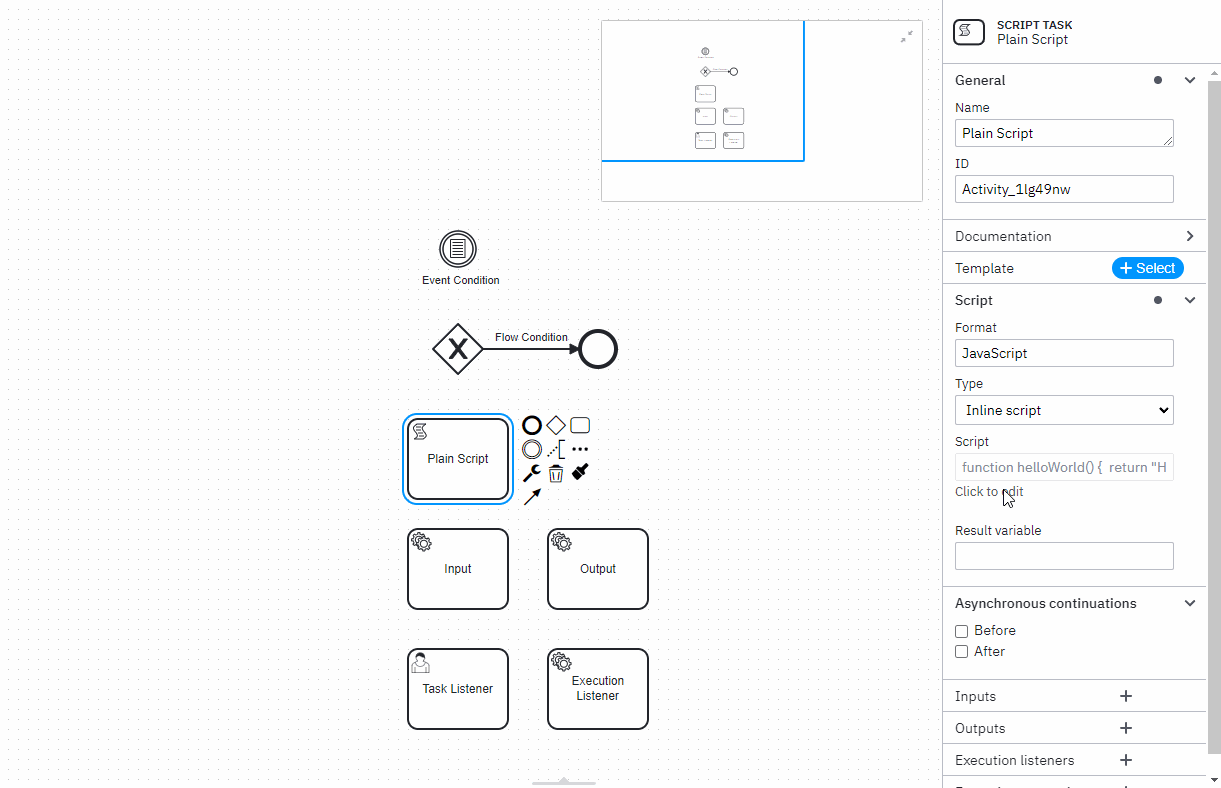 SCRIPT TASK
Plain Script
General
Name
Plain Script
ID
Activity_1lg49nw
Documentation
Template
Select
Script
Format
JavaScript
Type
Inline script
Script
function helloWorld() { return "H
Click to edit
Result variable
Asynchronous continuations
Before
After
Inputs
Outputs
Execution listeners
Event Condition
Flow Condition
X
Plain Script
Input
Output
Task Listener
Execution
Listener